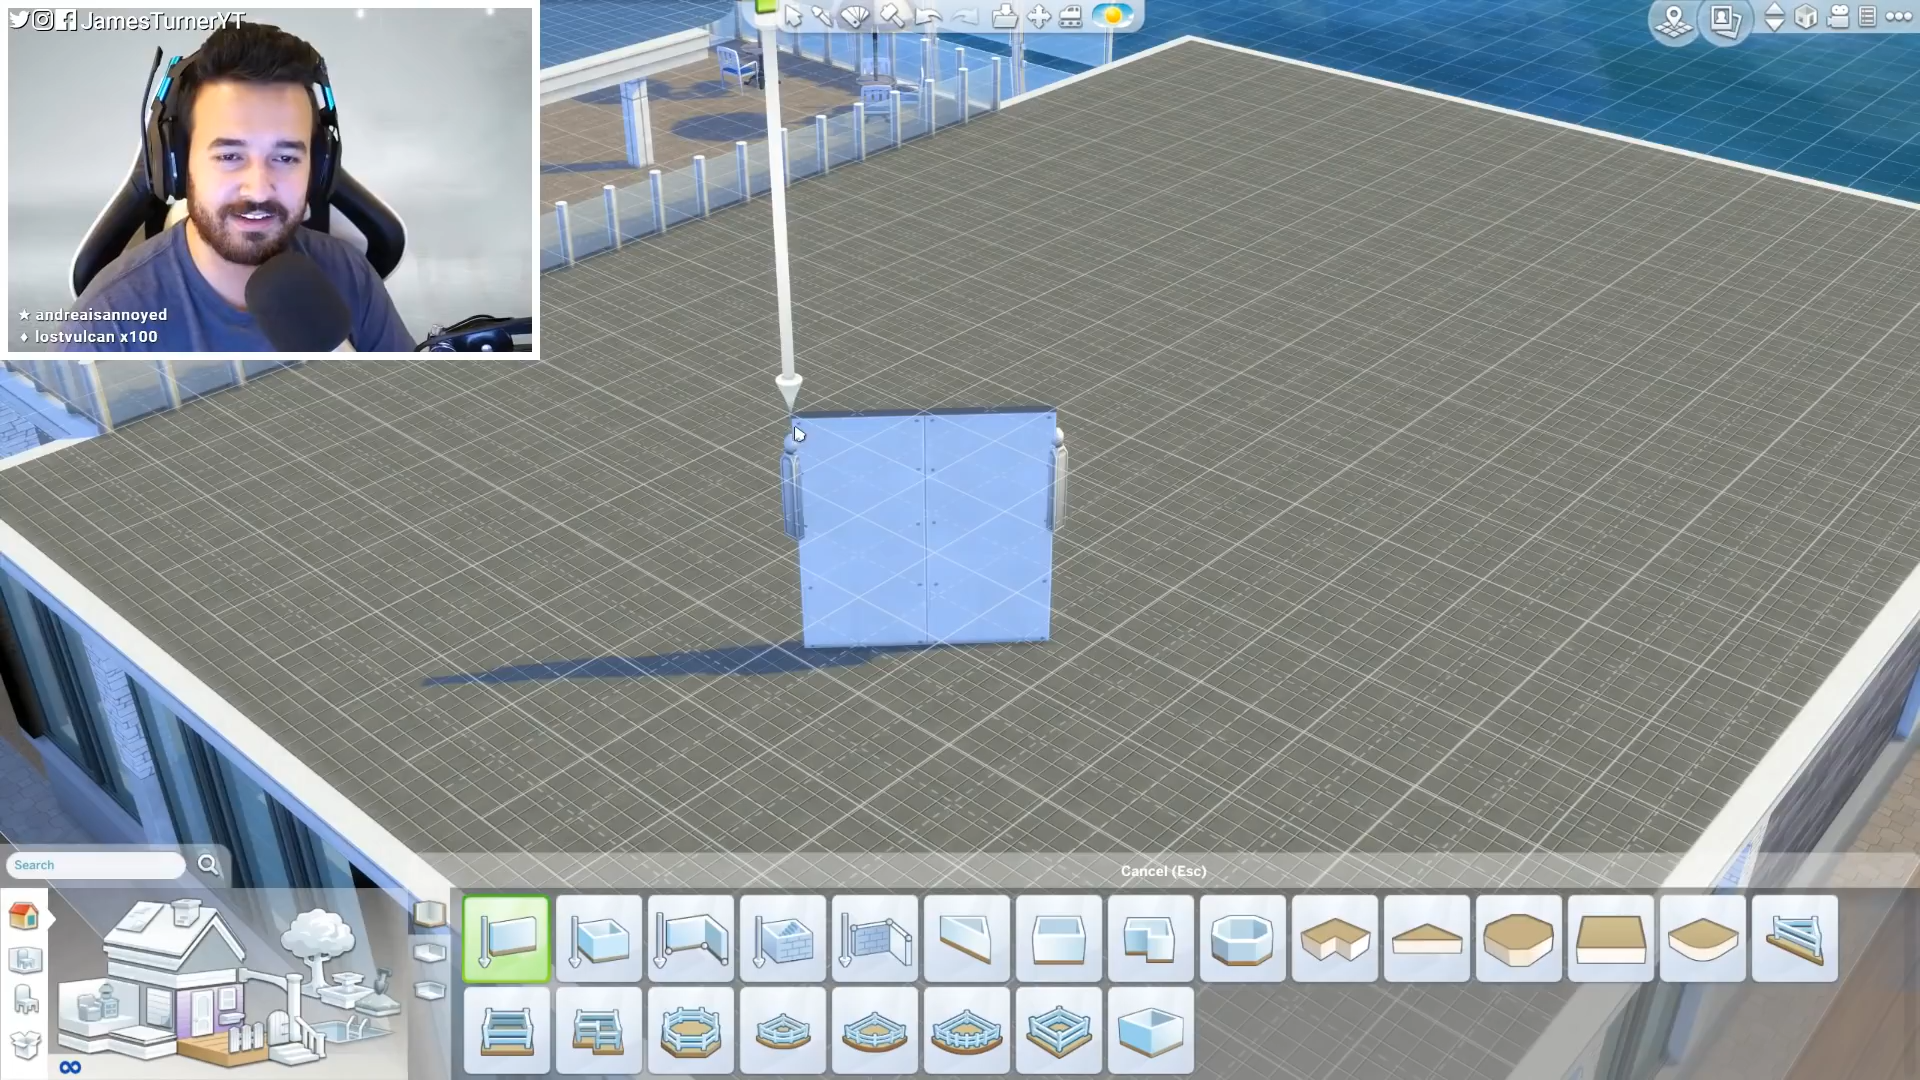 JamesTurnerYT
★ andreaisannoyed
♦ lostvulcan x100
Cancel (Esc)
Search